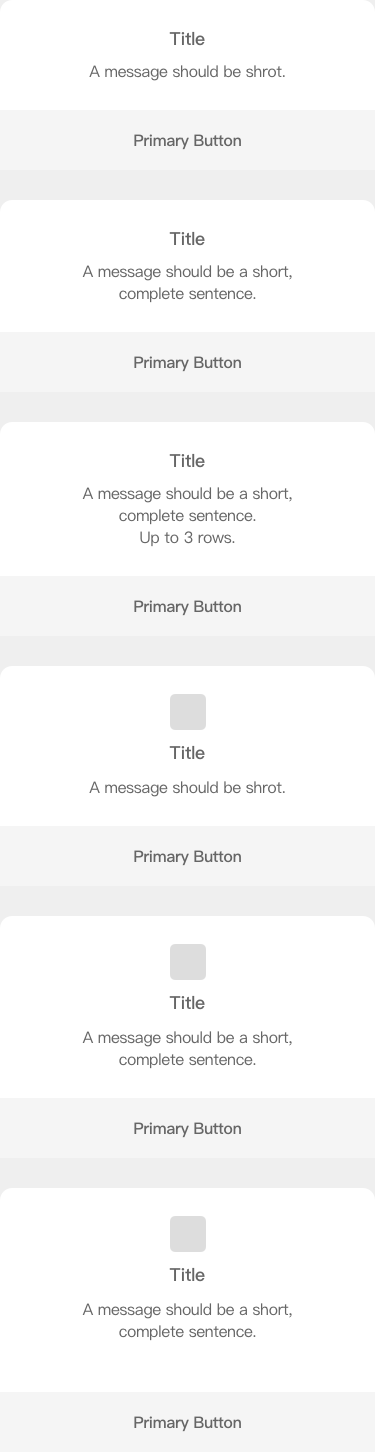 Title
A message should be shrot.
Primary Button
Title
A message should be a short,
complete sentence.
Primary Button
Title
A message should be a short,
complete sentence.
Up to 3 rows.
Primary Button
Title
A message should be shrot.
Primary Button
Title
A message should be a short,
complete sentence.
Primary Button
Title
A message should be a short,
complete sentence.
Primary Button